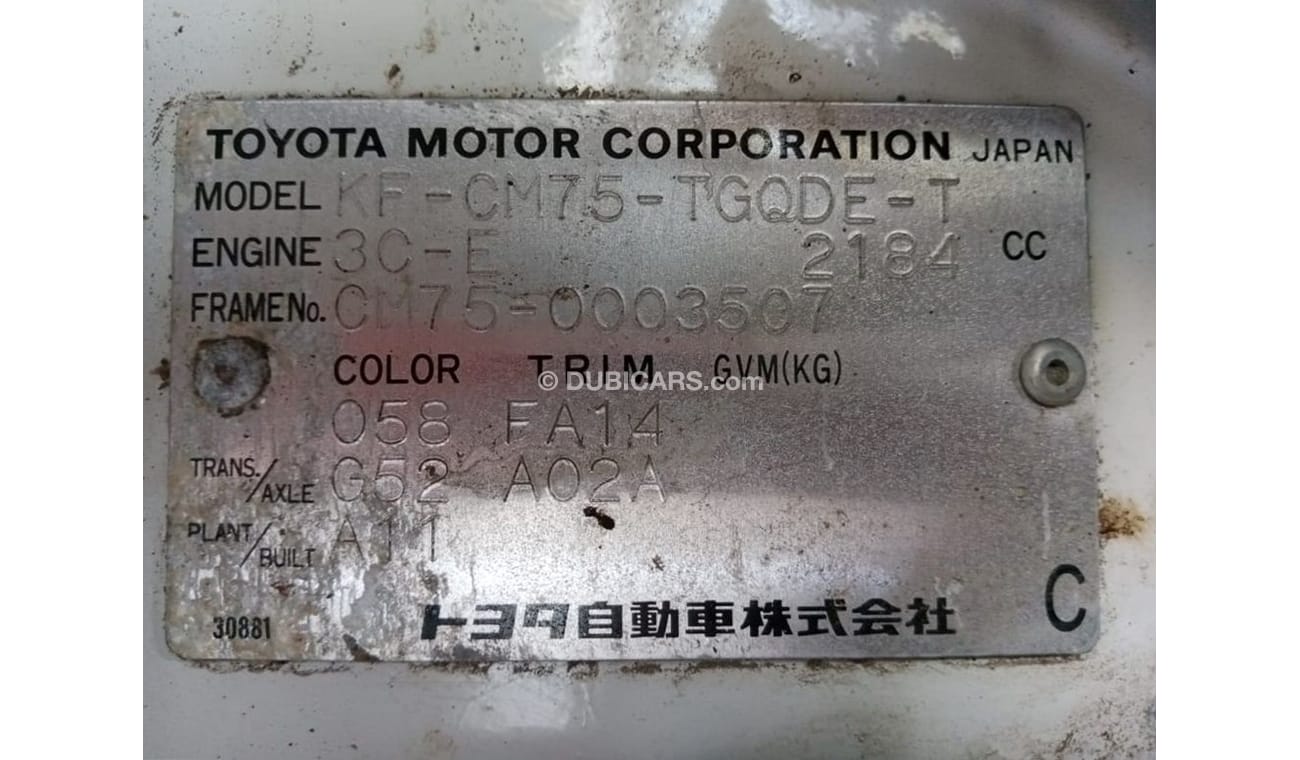 TOYOTA MOTOR CORPORATION JAPAN
MODEL KF-CM75-TGQDE-T
ENGINE 3C-E 2184 CC
FRAME No. CM75-0003507
COLOR TRIM GVM(KG)
© DUBICARS.com
058 FA14
TRANS./AXLE G52 A02A
PLANT/BUILT A11
C
30881 トヨタ自動車株式会社